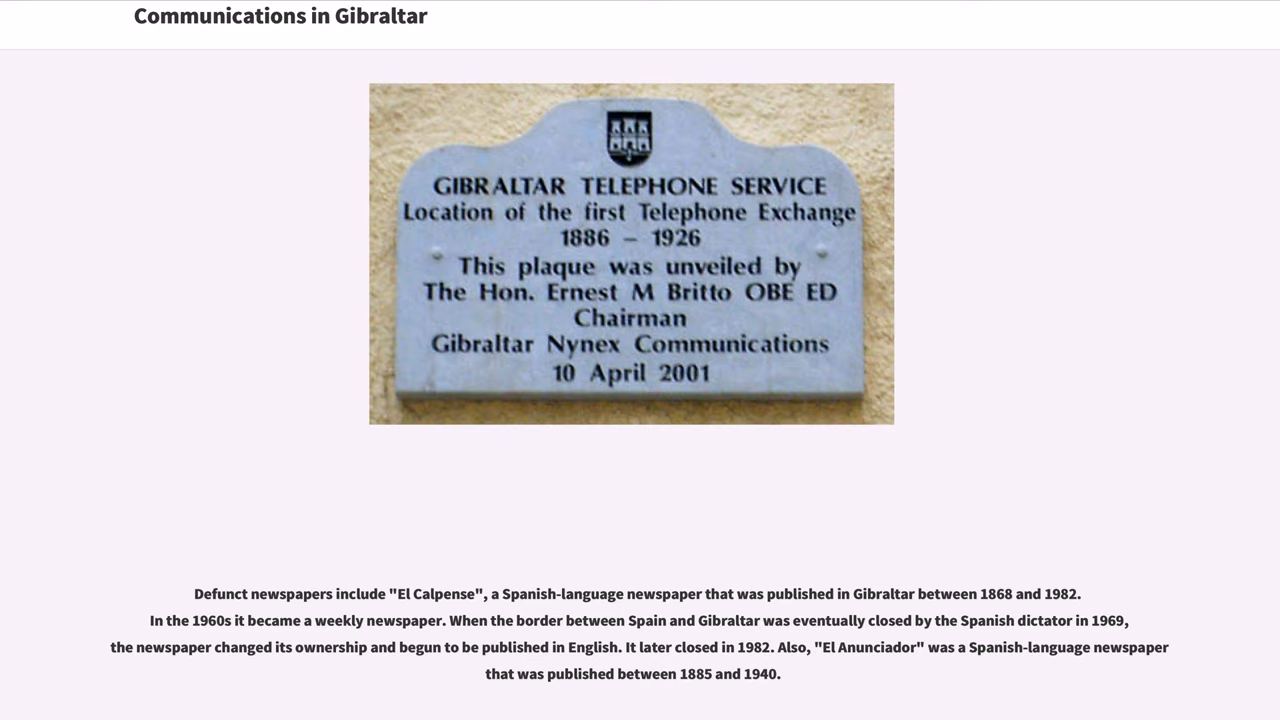 Communications in Gibraltar
GIBRALTAR TELEPHONE SERVICE
Location of the first Telephone Exchange
1886 – 1926
This plaque was unveiled by
The Hon. Ernest M Britto OBE ED
Chairman
Gibraltar Nynex Communications
10 April 2001
Defunct newspapers include "El Calpense", a Spanish-language newspaper that was published in Gibraltar between 1868 and 1982.
In the 1960s it became a weekly newspaper. When the border between Spain and Gibraltar was eventually closed by the Spanish dictator in 1969,
the newspaper changed its ownership and begun to be published in English. It later closed in 1982. Also, "El Anunciador" was a Spanish-language newspaper
that was published between 1885 and 1940.